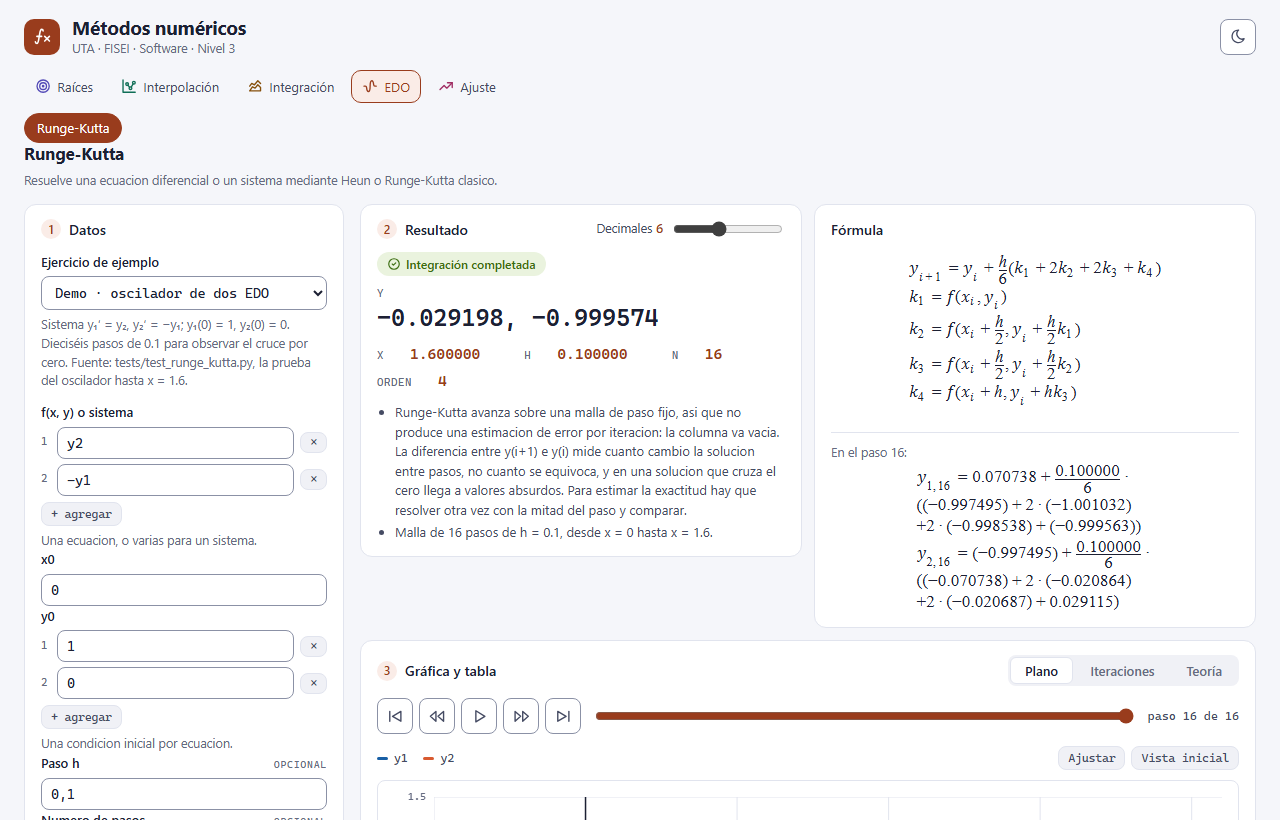 Métodos numéricos
UTA · FISEI · Software · Nivel 3
Raíces
Interpolación
Integración
EDO
Ajuste
Runge-Kutta
Runge-Kutta
Resuelve una ecuacion diferencial o un sistema mediante Heun o Runge-Kutta clasico.
1 Datos
Ejercicio de ejemplo
Demo · oscilador de dos EDO
Sistema y₁' = y₂, y₂' = −y₁; y₁(0) = 1, y₂(0) = 0.
Dieciséis pasos de 0.1 para observar el cruce por
cero. Fuente: tests/test_runge_kutta.py, la prueba
del oscilador hasta x = 1.6.
f(x, y) o sistema
1 y2 ×
2 −y1 ×
+ agregar
Una ecuacion, o varias para un sistema.
x0
0
y0
1 1 ×
2 0 ×
+ agregar
Una condicion inicial por ecuacion.
Paso h OPCIONAL
0,1
Numero de pasos OPCIONAL
2 Resultado
Decimales 6
Integración completada
Y
−0.029198, −0.999574
X 1.600000 H 0.100000 N 16
ORDEN 4
• Runge-Kutta avanza sobre una malla de paso fijo, asi que no
produce una estimacion de error por iteracion: la columna va vacia.
La diferencia entre y(i+1) e y(i) mide cuanto cambio la solucion
entre pasos, no cuanto se equivoca, y en una solucion que cruza el
cero llega a valores absurdos. Para estimar la exactitud hay que
resolver otra vez con la mitad del paso y comparar.
• Malla de 16 pasos de h = 0.1, desde x = 0 hasta x = 1.6.
Fórmula
y_{i+1} = y_i + h/6(k₁ + 2k₂ + 2k₃ + k₄)
k₁ = f(x_i, y_i)
k₂ = f(x_i + h/2, y_i + h/2k₁)
k₃ = f(x_i + h/2, y_i + h/2k₂)
k₄ = f(x_i + h, y_i + hk₃)
En el paso 16:
y_{1,16} = 0.070738 + 0.100000/6 ·
((−0.997495) + 2 · (−1.001032)
+2 · (−0.998538) + (−0.999563))
y_{2,16} = (−0.997495) + 0.100000/6 ·
((−0.070738) + 2 · (−0.020864)
+2 · (−0.020687) + 0.029115)
3 Gráfica y tabla
Plano
Iteraciones
Teoría
paso 16 de 16
y1 y2
Ajustar
Vista inicial
1.5